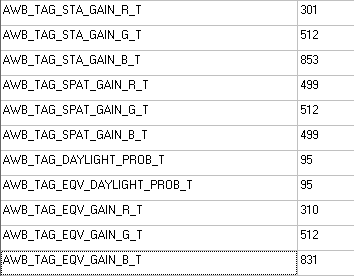 AWB_TAG_STA_GAIN_R_T 301
AWB_TAG_STA_GAIN_G_T 512
AWB_TAG_STA_GAIN_B_T 853
AWB_TAG_SPAT_GAIN_R_T 499
AWB_TAG_SPAT_GAIN_G_T 512
AWB_TAG_SPAT_GAIN_B_T 499
AWB_TAG_DAYLIGHT_PROB_T 95
AWB_TAG_EQV_DAYLIGHT_PROB_T 95
AWB_TAG_EQV_GAIN_R_T 310
AWB_TAG_EQV_GAIN_G_T 512
AWB_TAG_EQV_GAIN_B_T 831